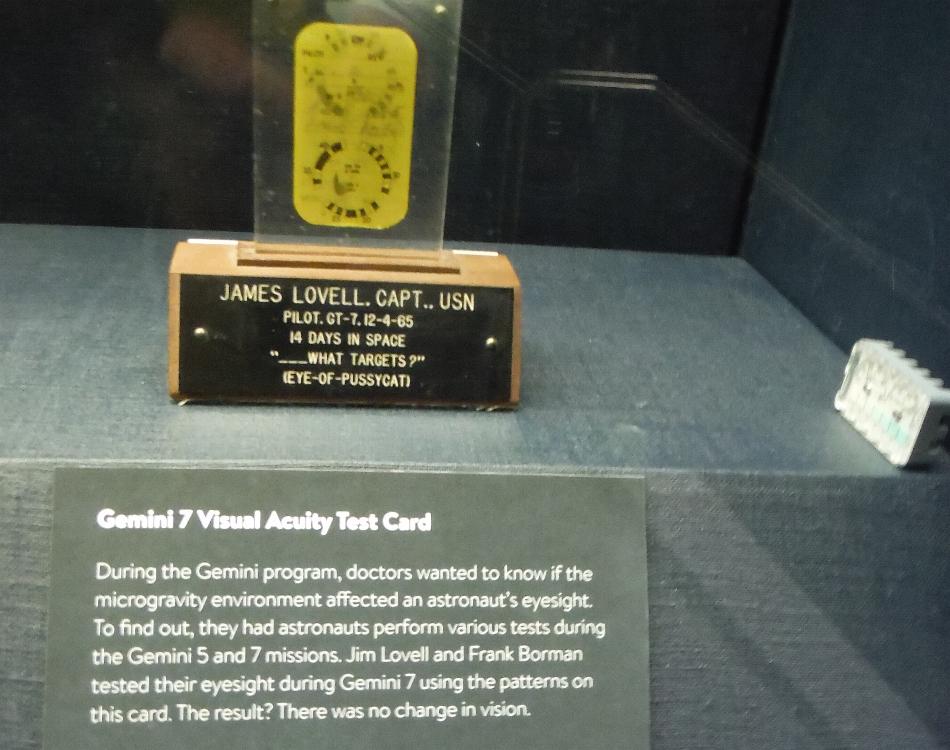 JAMES LOVELL. CAPT.. USN
PILOT. GT-7. 12-4-65
14 DAYS IN SPACE
"___WHAT TARGETS?"
(EYE-OF-PUSSYCAT)
Gemini 7 Visual Acuity Test Card
During the Gemini program, doctors wanted to know if the
microgravity environment affected an astronaut's eyesight.
To find out, they had astronauts perform various tests during
the Gemini 5 and 7 missions. Jim Lovell and Frank Borman
tested their eyesight during Gemini 7 using the patterns on
this card. The result? There was no change in vision.